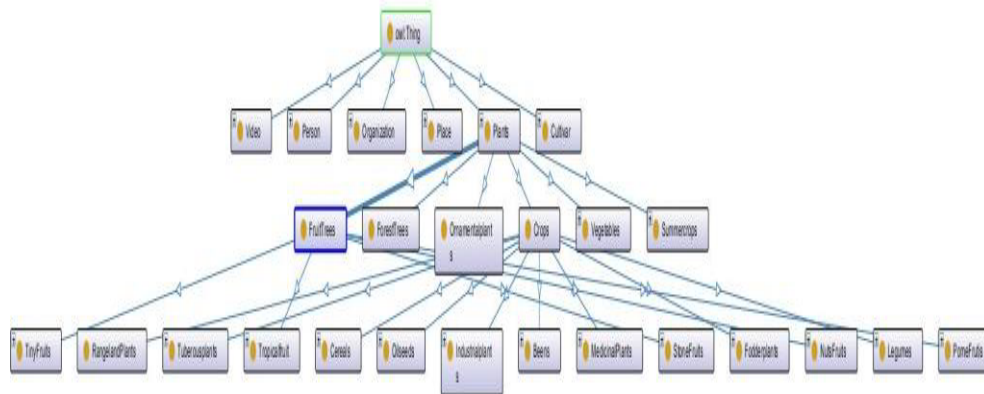 owl:Thing
Video
Person
Organization
Place
Plants
Cultivar
FruitTrees
ForestTrees
Ornamentalplant
s
Crops
Vegetables
Summercrops
TinyFruits
RangelandPlants
Tuberousplants
Tropicalfruit
Cereals
Oilseeds
Industrialplant
s
Beens
MedicinalPlants
StoneFruits
Fodderplants
NutsFruits
Legumes
PomeFruits